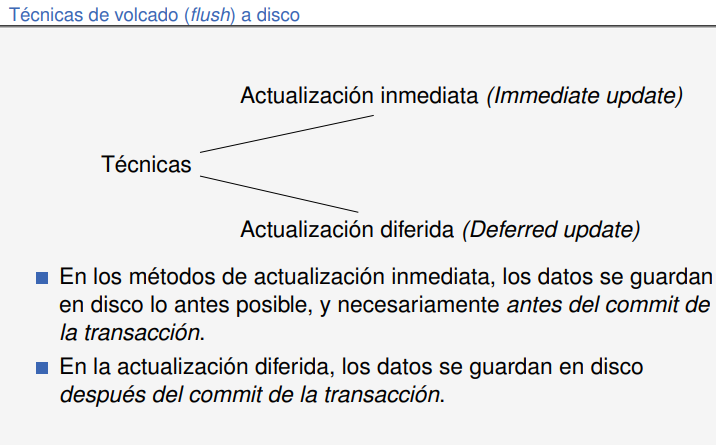 Técnicas de volcado (flush) a disco
Actualización inmediata (Immediate update)
Técnicas
Actualización diferida (Deferred update)
En los métodos de actualización inmediata, los datos se guardan
en disco lo antes posible, y necesariamente antes del commit de
la transacción.
En la actualización diferida, los datos se guardan en disco
después del commit de la transacción.